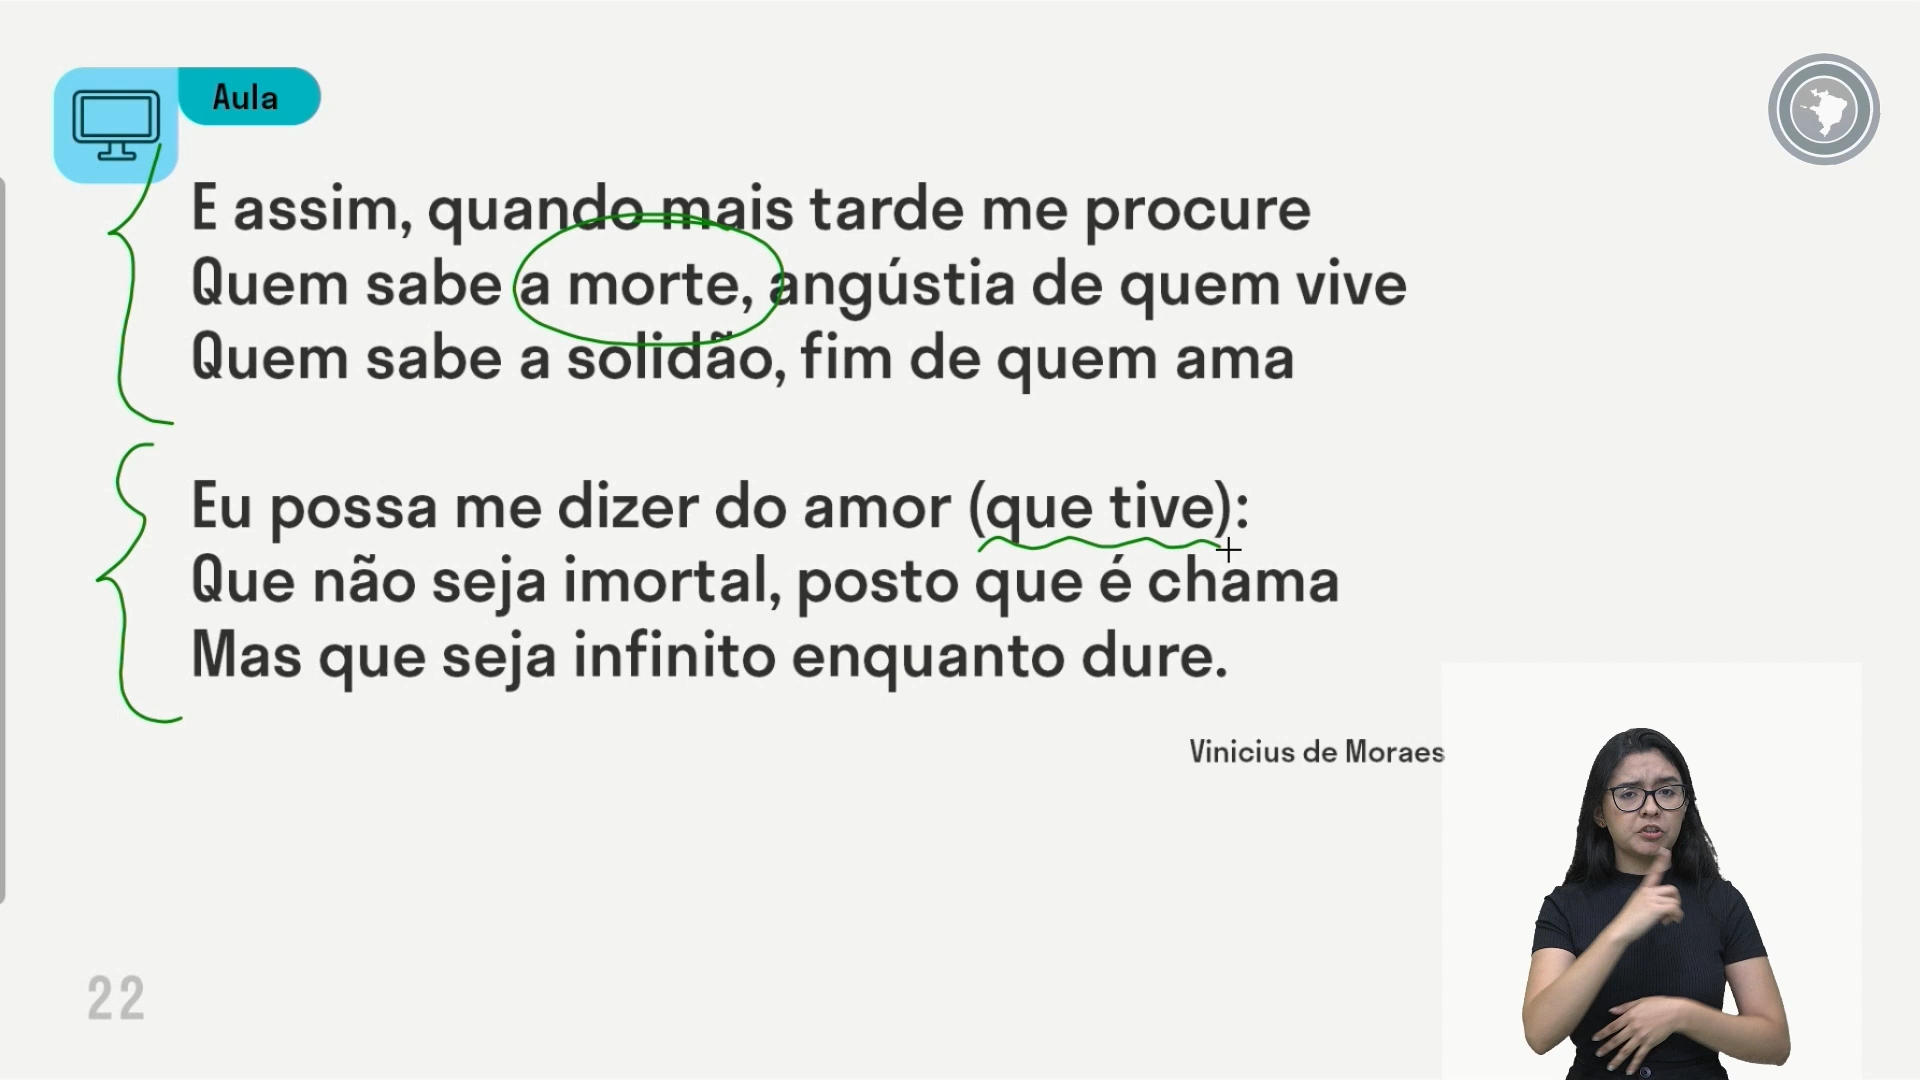 Aula
E assim, quando mais tarde me procure
Quem sabe a morte, angústia de quem vive
Quem sabe a solidão, fim de quem ama
Eu possa me dizer do amor (que tive):
Que não seja imortal, posto que é chama
Mas que seja infinito enquanto dure.
Vinicius de Moraes
22